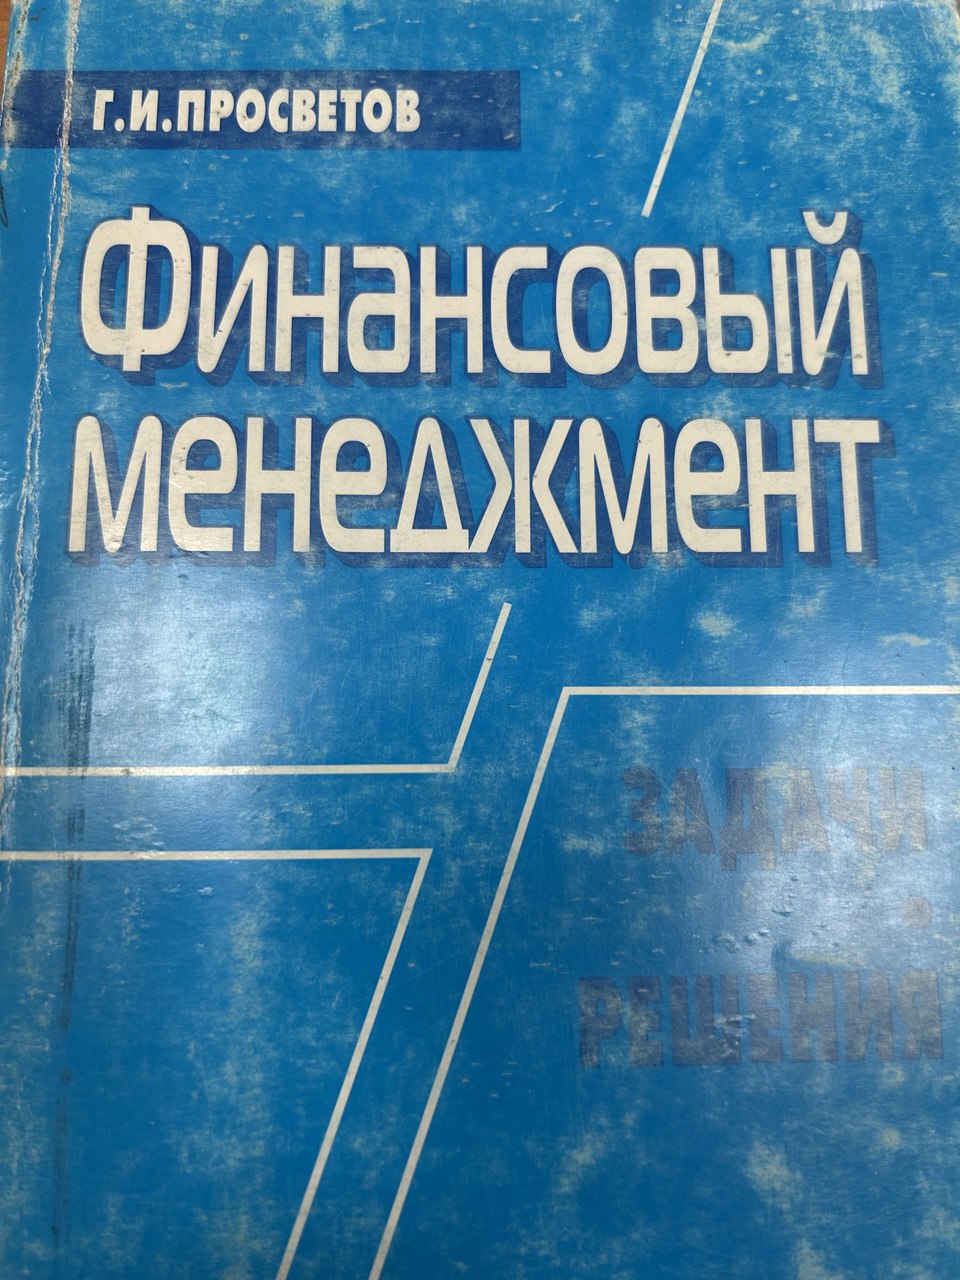 Г.И.ПРОСВЕТОВ
Финансовый
менеджмент
ЗАДАЧИ
•
РЕШЕНИЯ